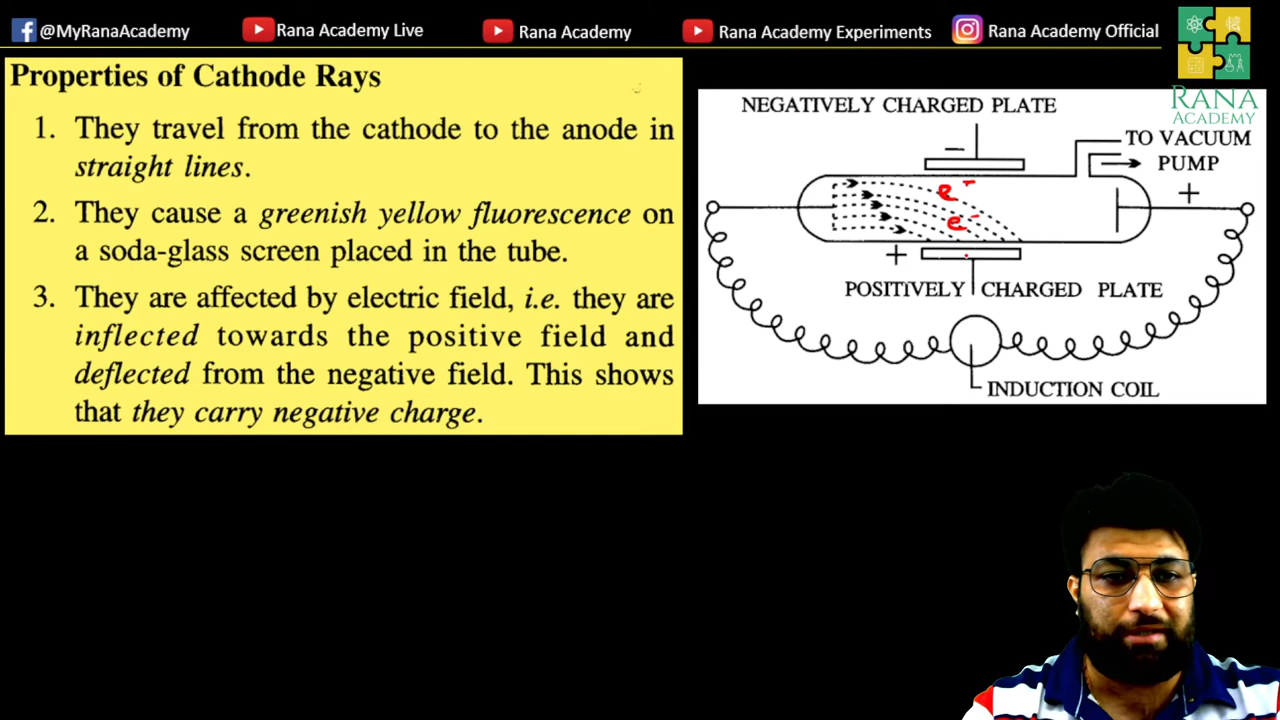 @MyRanaAcademy
Rana Academy Live
Rana Academy
Rana Academy Experiments
Rana Academy Official
RANA
ACADEMY
Properties of Cathode Rays
1. They travel from the cathode to the anode in
straight lines.
2. They cause a greenish yellow fluorescence on
a soda-glass screen placed in the tube.
3. They are affected by electric field, i.e. they are
inflected towards the positive field and
deflected from the negative field. This shows
that they carry negative charge.
NEGATIVELY CHARGED PLATE
TO VACUUM
PUMP
−
+
e⁻
e⁻
+
POSITIVELY CHARGED PLATE
INDUCTION COIL